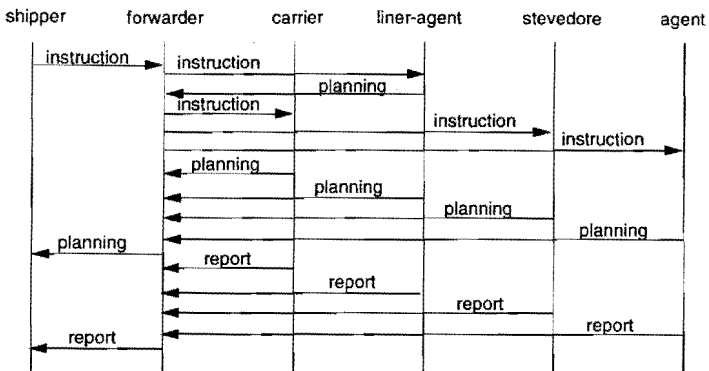 shipper forwarder carrier liner-agent stevedore agent
instruction
instruction
planning
instruction
instruction
instruction
planning
planning
planning
planning
planning
report
report
report
report
report